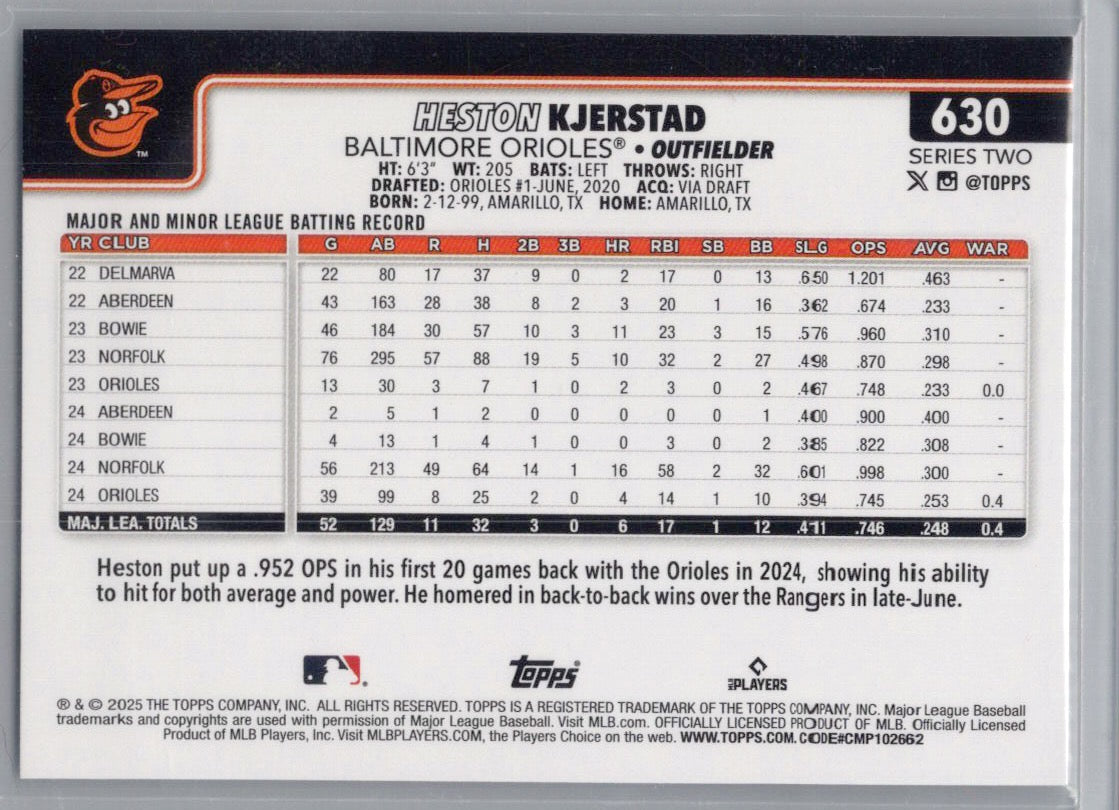 630
HESTON KJERSTAD
BALTIMORE ORIOLES® • OUTFIELDER
SERIES TWO
HT: 6'3" WT: 205 BATS: LEFT THROWS: RIGHT
DRAFTED: ORIOLES #1-JUNE, 2020 ACQ: VIA DRAFT
@TOPPS
BORN: 2-12-99, AMARILLO, TX HOME: AMARILLO, TX
TM
MAJOR AND MINOR LEAGUE BATTING RECORD
YR CLUB G AB R H 2B 3B HR RBI SB BB SLG OPS AVG WAR
22 DELMARVA 22 80 17 37 9 0 2 17 0 13 .650 1.201 .463 -
22 ABERDEEN 43 163 28 38 8 2 3 20 1 16 .362 .674 .233 -
23 BOWIE 46 184 30 57 10 3 11 23 3 15 .576 .960 .310 -
23 NORFOLK 76 295 57 88 19 5 10 32 2 27 .498 .870 .298 -
23 ORIOLES 13 30 3 7 1 0 2 3 0 2 .467 .748 .233 0.0
24 ABERDEEN 2 5 1 2 0 0 0 0 0 1 .400 .900 .400 -
24 BOWIE 4 13 1 4 1 0 0 3 0 2 .385 .822 .308 -
24 NORFOLK 56 213 49 64 14 1 16 58 2 32 .601 .998 .300 -
24 ORIOLES 39 99 8 25 2 0 4 14 1 10 .394 .745 .253 0.4
MAJ. LEA. TOTALS 52 129 11 32 3 0 6 17 1 12 .411 .746 .248 0.4
Heston put up a .952 OPS in his first 20 games back with the Orioles in 2024, showing his ability
to hit for both average and power. He homered in back-to-back wins over the Rangers in late-June.
topps
MLB PLAYERS
® & © 2025 THE TOPPS COMPANY, INC. ALL RIGHTS RESERVED. TOPPS IS A REGISTERED TRADEMARK OF THE TOPPS COMPANY, INC. Major League Baseball
trademarks and copyrights are used with permission of Major League Baseball. Visit MLB.com. OFFICIALLY LICENSED PRODUCT OF MLB. Officially Licensed
Product of MLB Players, Inc. Visit MLBPLAYERS.COM, the Players Choice on the web. WWW.TOPPS.COM. CODE#CMP102662